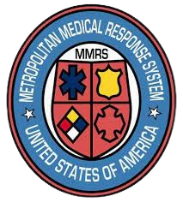 METROPOLITAN MEDICAL RESPONSE SYSTEM
MMRS
UNITED STATES OF AMERICA